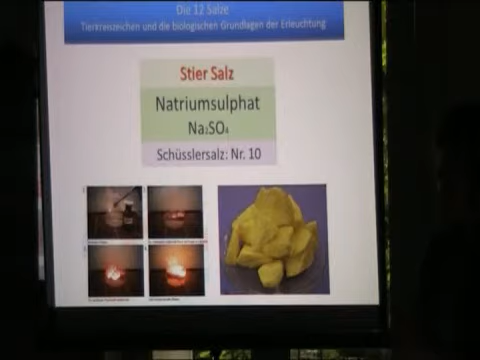 Die 12 Salze
Tierkreiszeichen und die biologischen Grundlagen der Erleuchtung
Stier Salz
Natriumsulphat
Na₂SO₄
Schüsslersalz: Nr. 10